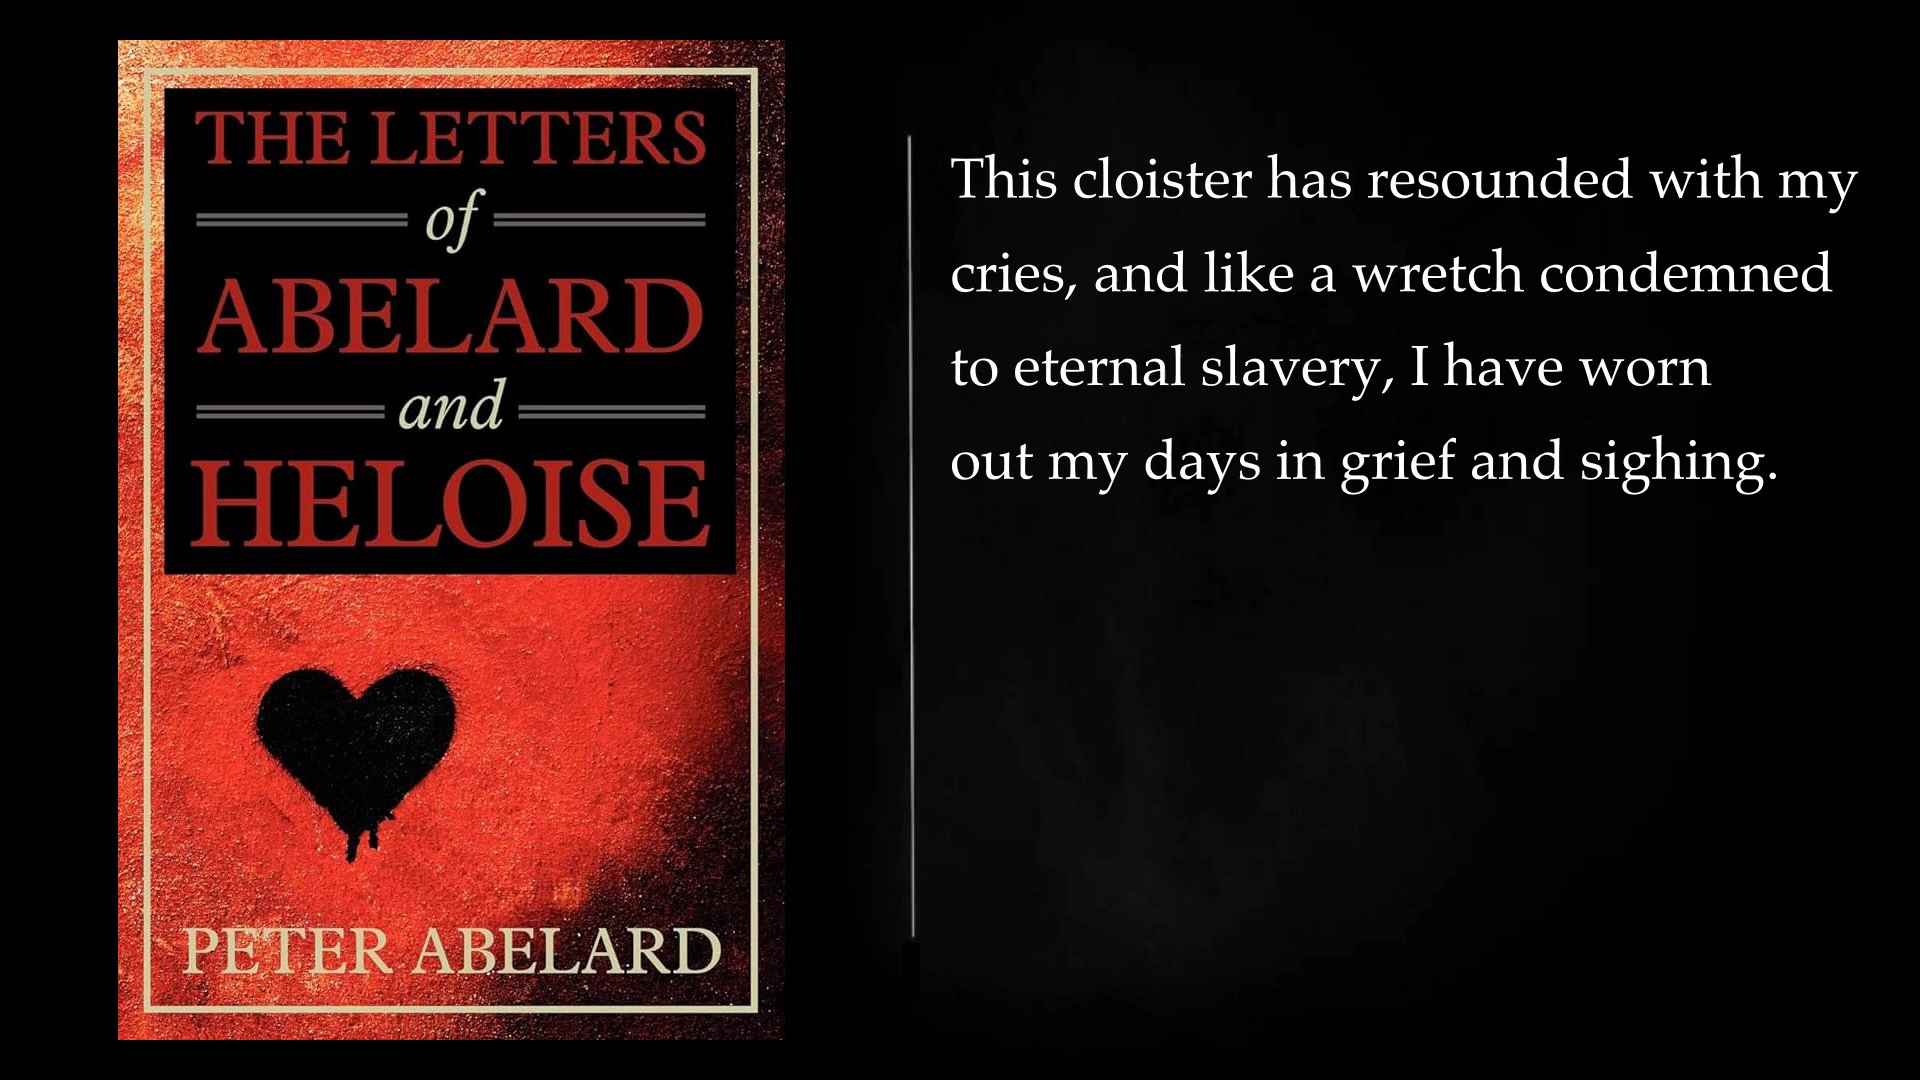 THE LETTERS
of
ABELARD
and
HELOISE
PETER ABELARD
This cloister has resounded with my
cries, and like a wretch condemned
to eternal slavery, I have worn
out my days in grief and sighing.